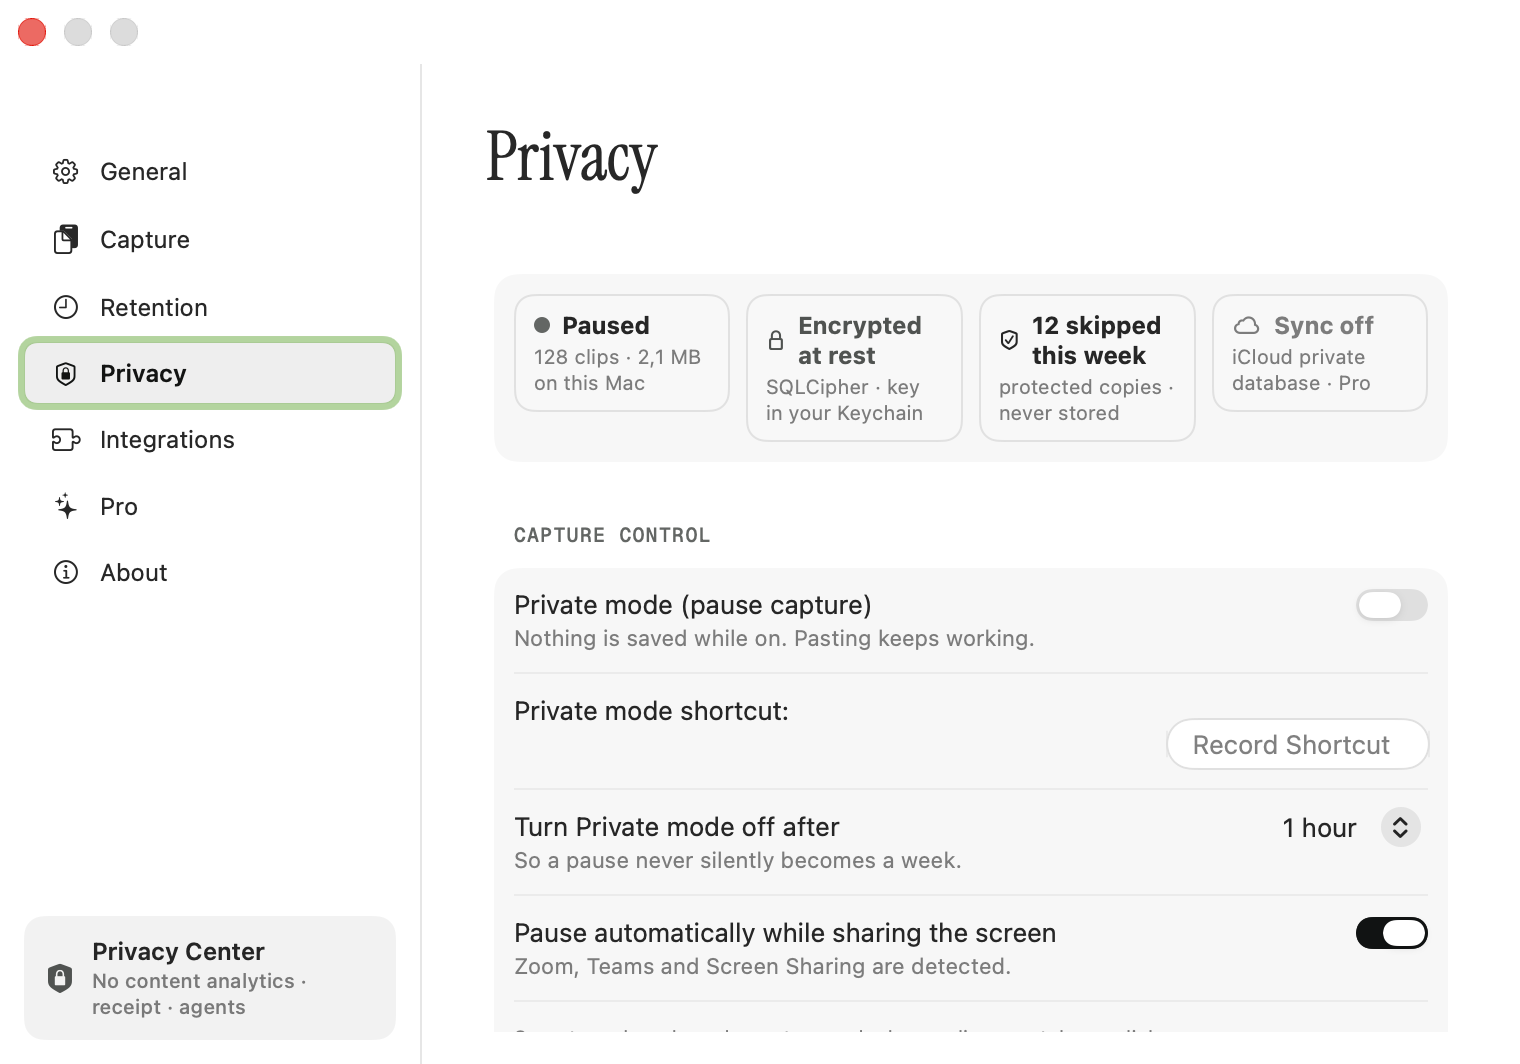 General
Capture
Retention
Privacy
Integrations
Pro
About
Privacy Center
No content analytics ·
receipt · agents
Privacy
Paused
128 clips · 2,1 MB
on this Mac
Encrypted
at rest
SQLCipher · key
in your Keychain
12 skipped
this week
protected copies ·
never stored
Sync off
iCloud private
database · Pro
CAPTURE CONTROL
Private mode (pause capture)
Nothing is saved while on. Pasting keeps working.
Private mode shortcut:
Record Shortcut
Turn Private mode off after
1 hour
So a pause never silently becomes a week.
Pause automatically while sharing the screen
Zoom, Teams and Screen Sharing are detected.